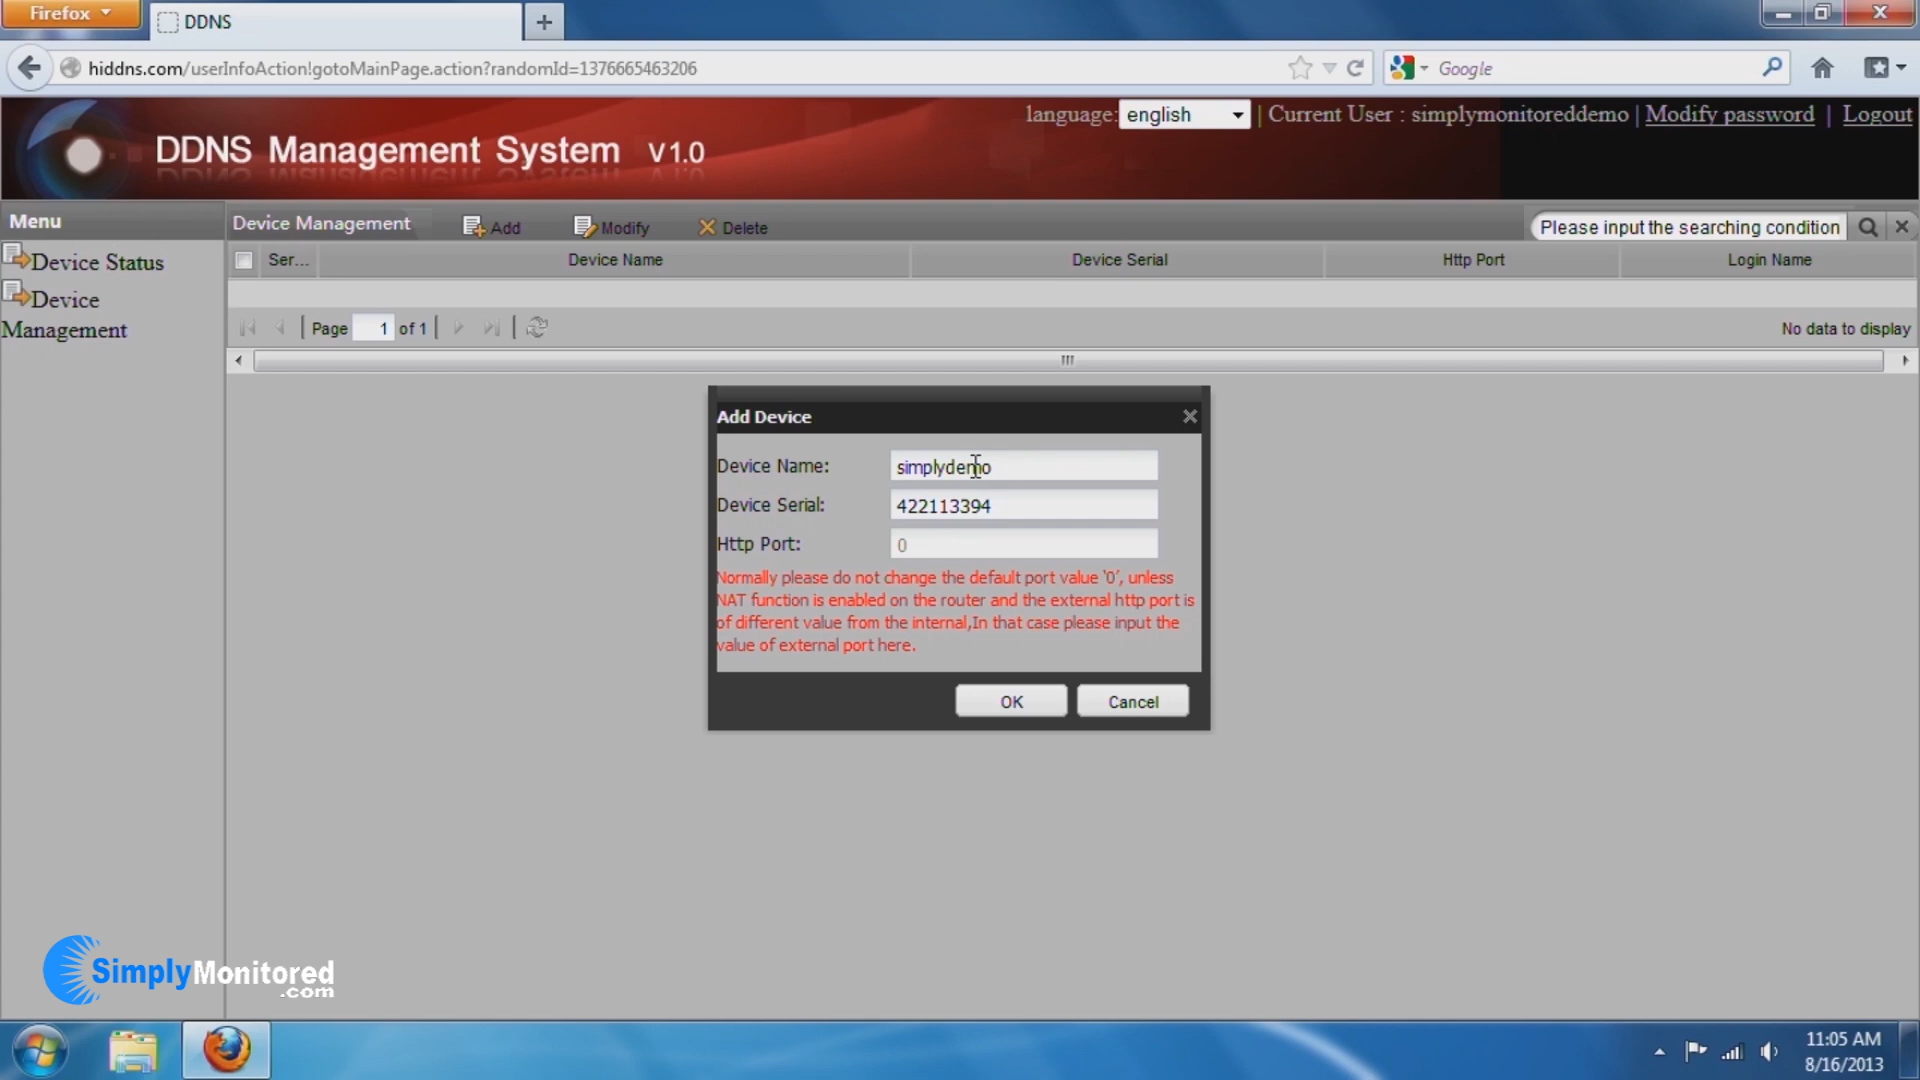 Firefox
DDNS
hiddns.com/userInfoAction!gotoMainPage.action?randomId=1376665463206
Google
language: english | Current User : simplymonitoreddemo | Modify password | Logout
DDNS Management System V1.0
Menu
Device Management Add Modify Delete Please input the searching condition
Device Status
Device Management
Ser... Device Name Device Serial Http Port Login Name
Page 1 of 1 No data to display
Add Device
Device Name: simplydemo
Device Serial: 422113394
Http Port: 0
Normally please do not change the default port value '0', unless
NAT function is enabled on the router and the external http port is
of different value from the internal,In that case please input the
value of external port here.
OK Cancel
SimplyMonitored
.com
11:05 AM
8/16/2013